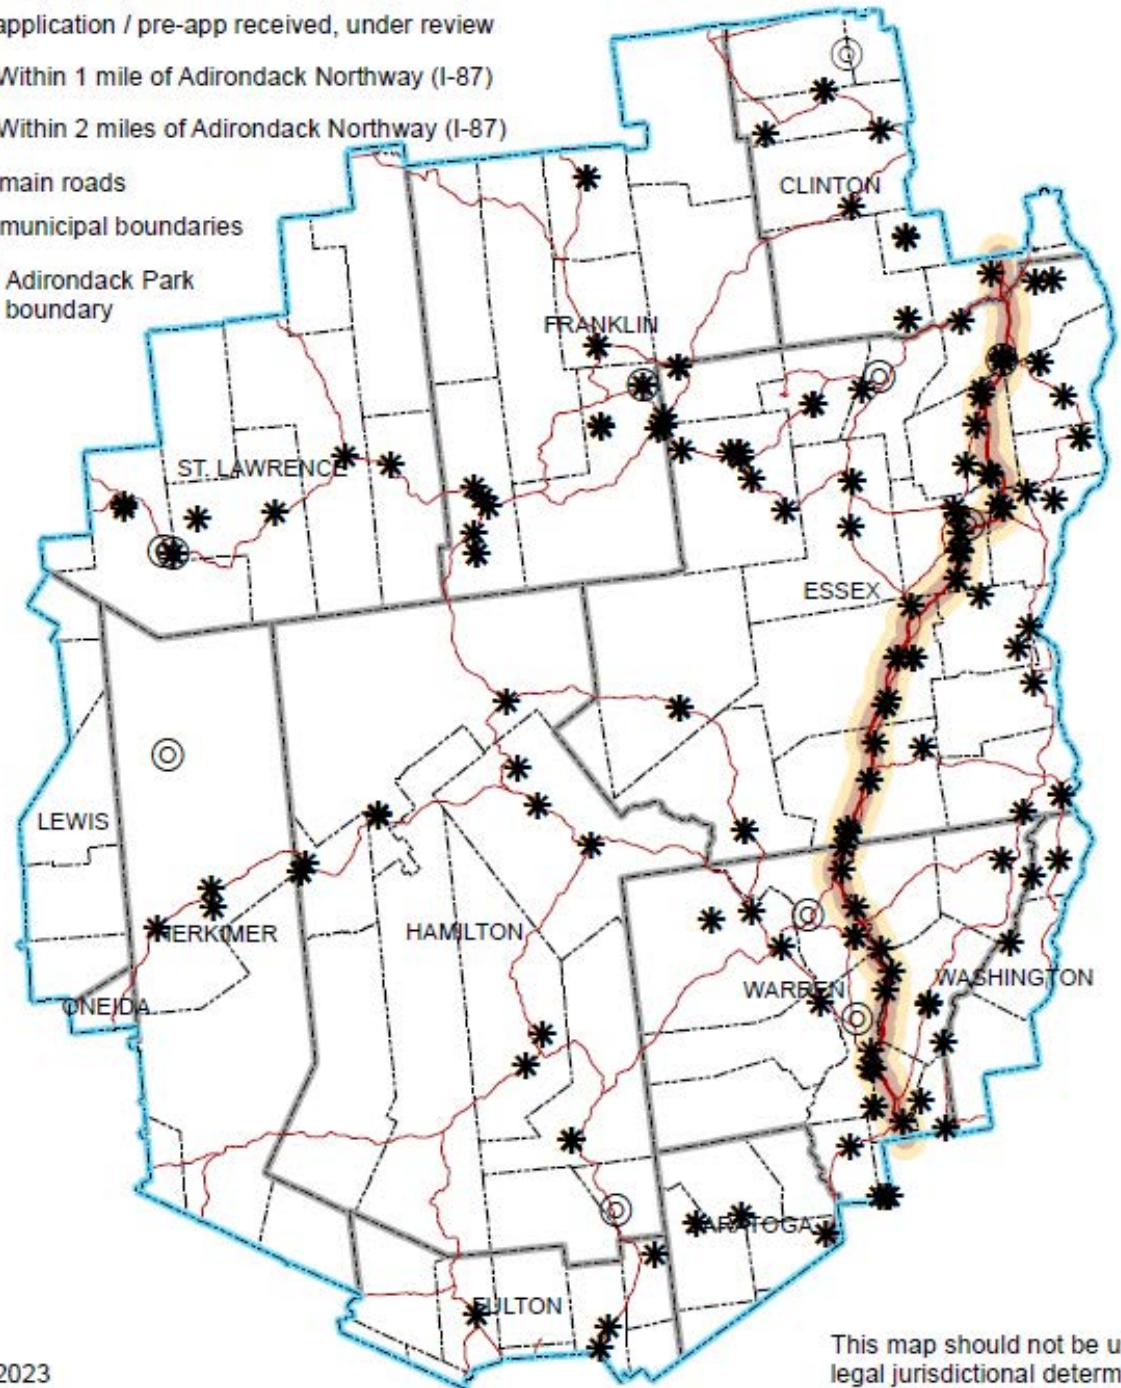 application / pre-app received, under review
Within 1 mile of Adirondack Northway (I-87)
Within 2 miles of Adirondack Northway (I-87)
main roads
municipal boundaries
Adirondack Park
boundary
CLINTON
FRANKLIN
ST. LAWRENCE
ESSEX
LEWIS
HERKIMER
HAMILTON
WARREN
WASHINGTON
ONEIDA
SARATOGA
FULTON
2023
This map should not be u
legal jurisdictional determ